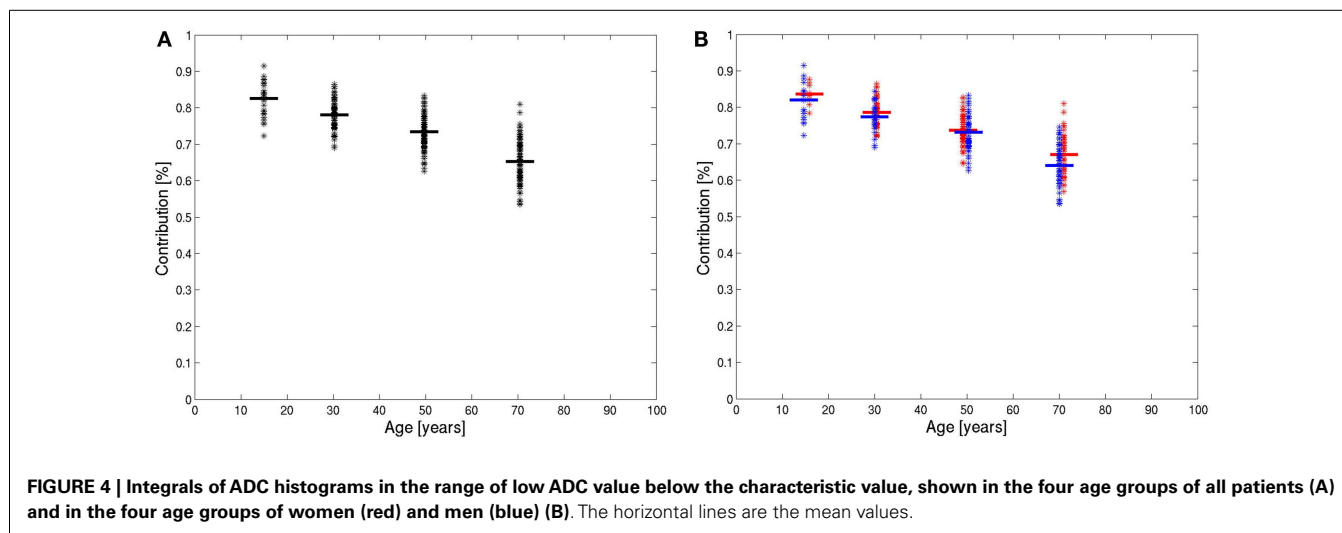 A
1
0.9
0.8
0.7
0.6
0.5
0.4
0.3
0.2
0.1
0
Contribution [%]
0 10 20 30 40 50 60 70 80 90 100
Age [years]
B
1
0.9
0.8
0.7
0.6
0.5
0.4
0.3
0.2
0.1
0
Contribution [%]
0 10 20 30 40 50 60 70 80 90 100
Age [years]
FIGURE 4 | Integrals of ADC histograms in the range of low ADC value below the characteristic value, shown in the four age groups of all patients (A)
and in the four age groups of women (red) and men (blue) (B). The horizontal lines are the mean values.